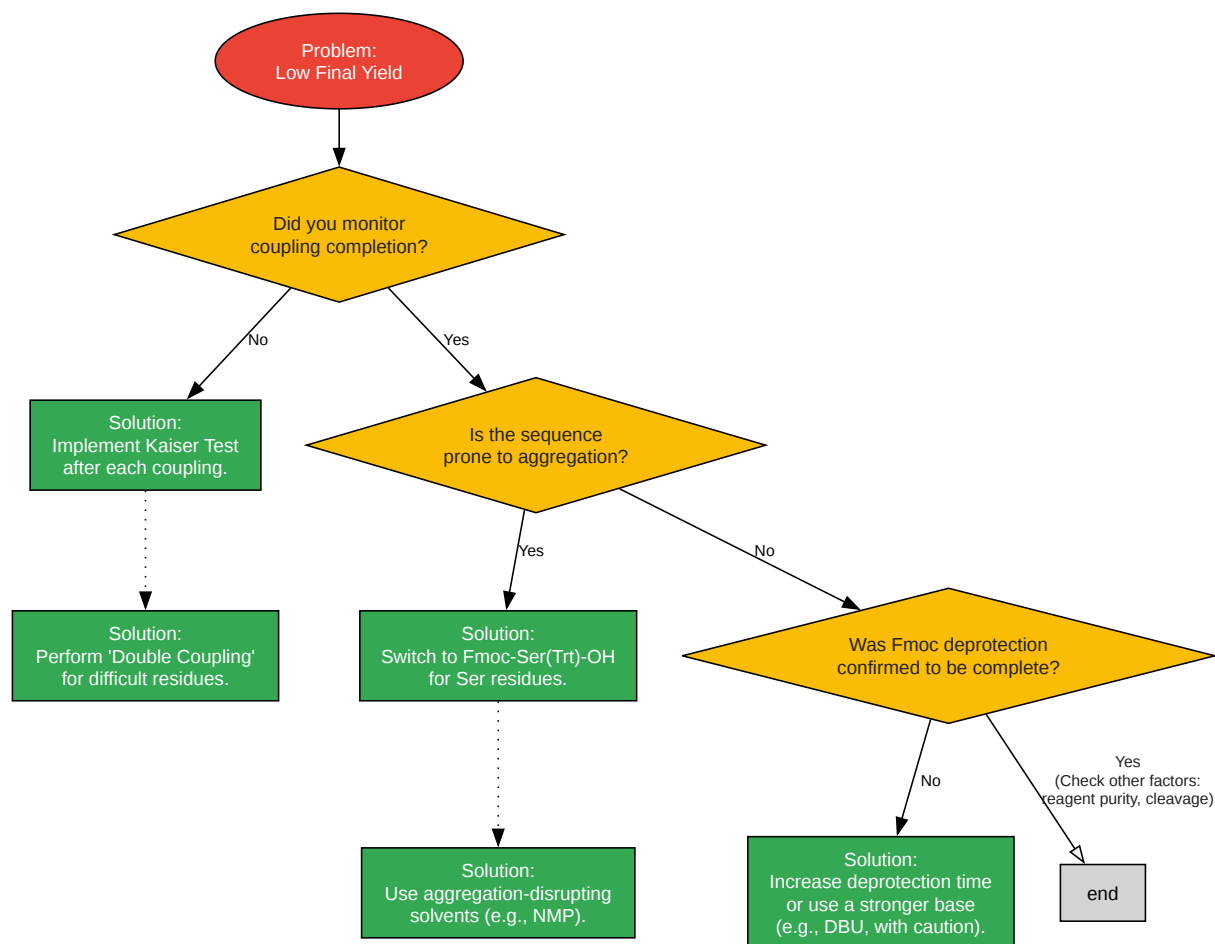 Problem:
Low Final Yield
Did you monitor
coupling completion?
No
Yes
Solution:
Implement Kaiser Test
after each coupling.
Is the sequence
prone to aggregation?
Yes
No
Solution:
Perform 'Double Coupling'
for difficult residues.
Solution:
Switch to Fmoc-Ser(Trt)-OH
for Ser residues.
Was Fmoc deprotection
confirmed to be complete?
No
Yes
(Check other factors:
reagent purity, cleavage)
Solution:
Use aggregation-disrupting
solvents (e.g., NMP).
Solution:
Increase deprotection time
or use a stronger base
(e.g., DBU, with caution).
end